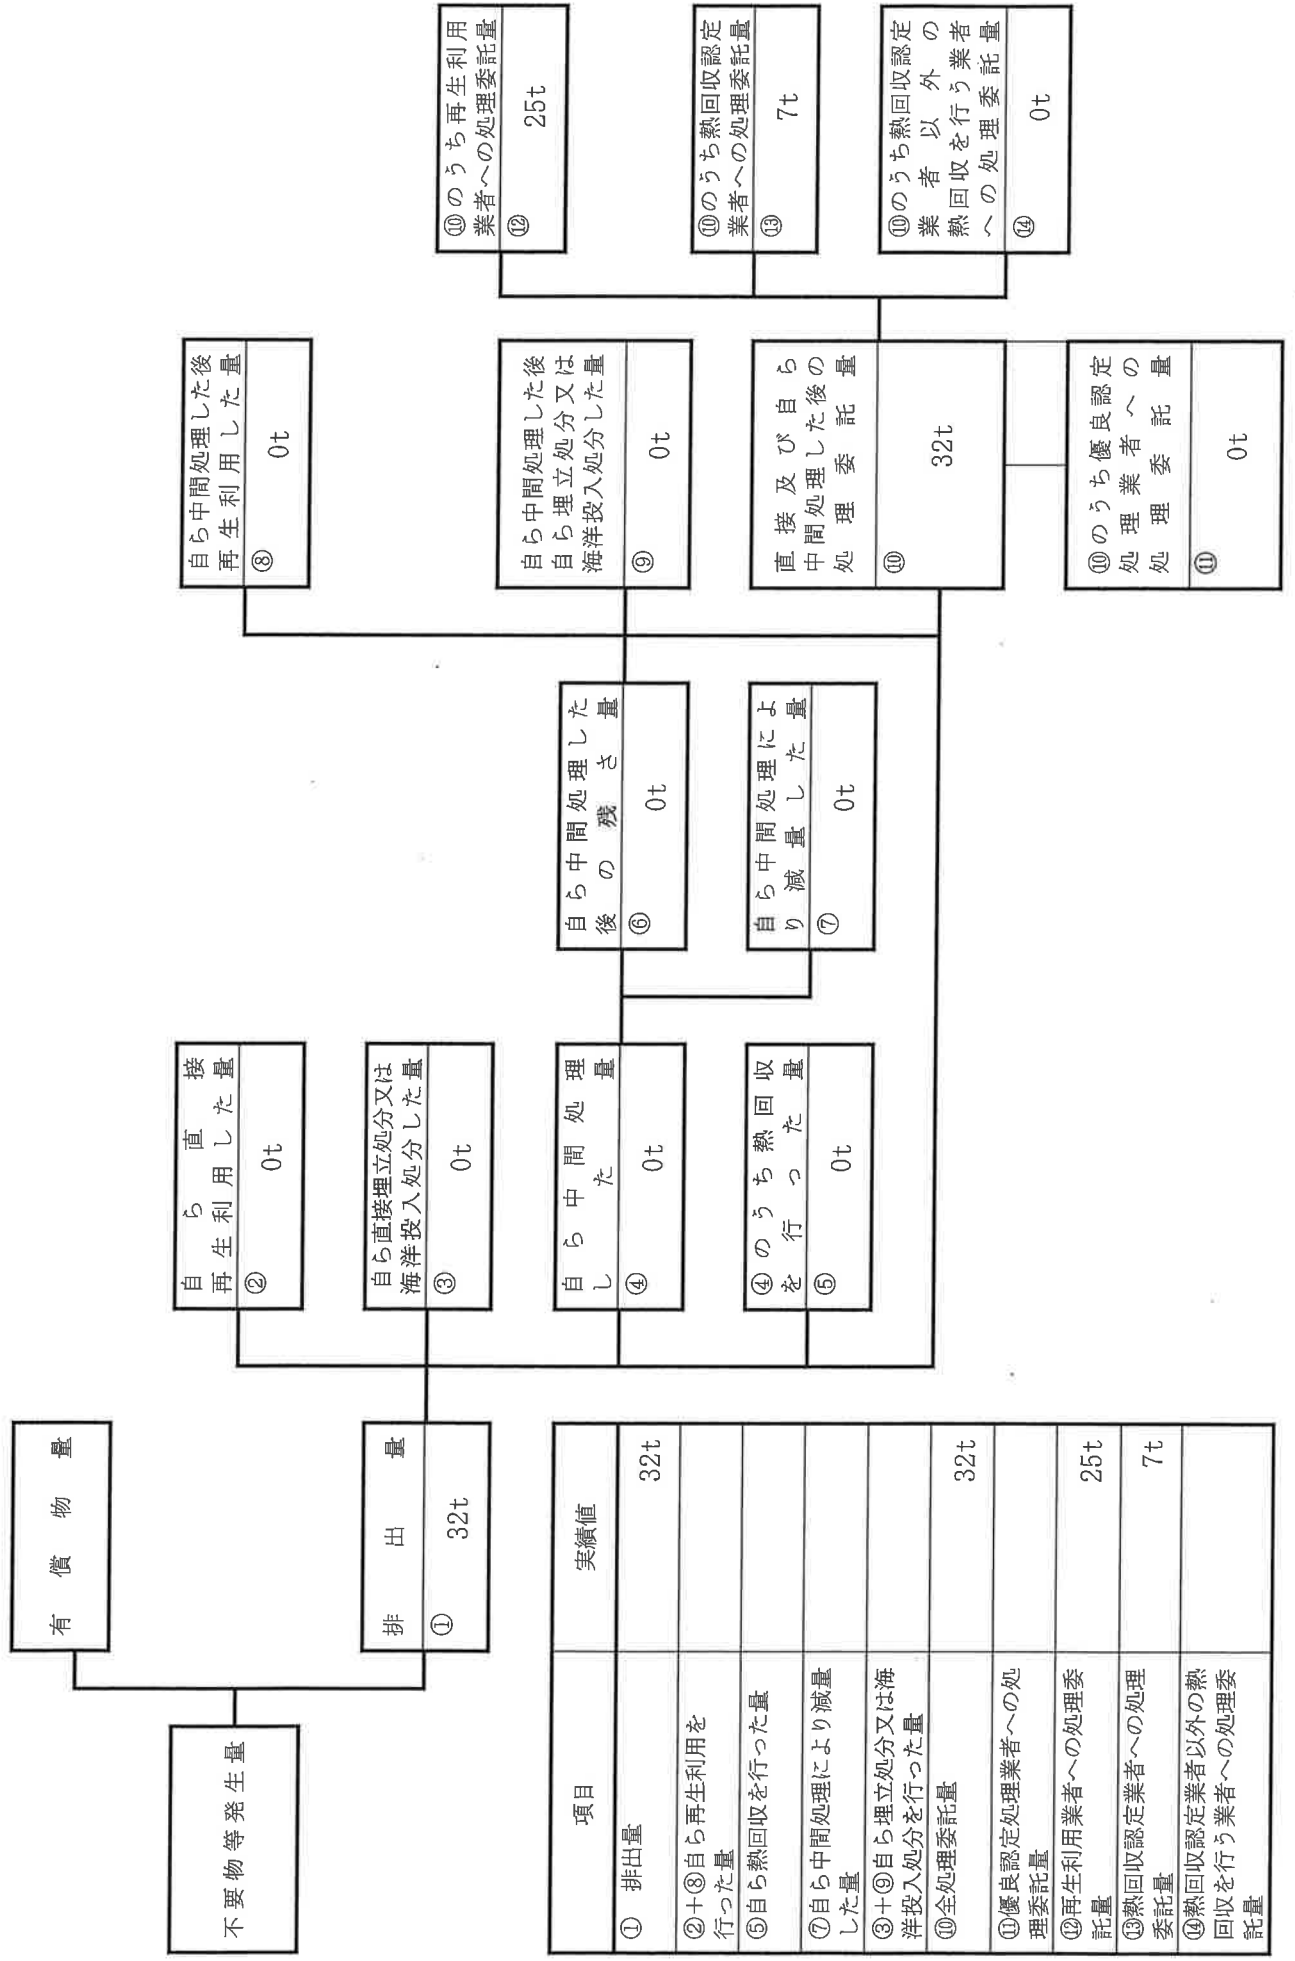 不要物等発生量
有償物量
排出量
①
32t
自ら直接
再生利用した量
②
0t
自ら直接埋立処分又は
海洋投入処分した量
③
0t
自ら中間処理
した量
④
0t
④のうち熱回収
を行った量
⑤
0t
自ら中間処理した
後の残さ量
⑥
0t
自ら中間処理によ
り減量した量
⑦
0t
自ら中間処理した後
再生利用した量
⑧
0t
自ら中間処理した後
自ら埋立処分又は
海洋投入処分した量
⑨
0t
直接及び自ら
中間処理した後の
処理委託量
⑩
32t
⑩のうち優良認定
処理業者への
処理委託量
⑪
0t
⑩のうち再生利用
業者への処理委託量
⑫
25t
⑩のうち熱回収認定
業者への処理委託量
⑬
7t
⑩のうち熱回収認定
業者以外の
熱回収を行う業者
への処理委託量
⑭
0t
項目
実績値
① 排出量
32t
②+⑧自ら再生利用を
行った量
⑤自ら熱回収を行った量
⑦自ら中間処理により減量
した量
③+⑨自ら埋立処分又は海
洋投入処分を行った量
⑩全処理委託量
32t
⑪優良認定処理業者への処
理委託量
⑫再生利用業者への処理委
託量
25t
⑬熱回収認定業者への処理
委託量
7t
⑭熱回収認定業者以外の熱
回収を行う業者への処理委
託量